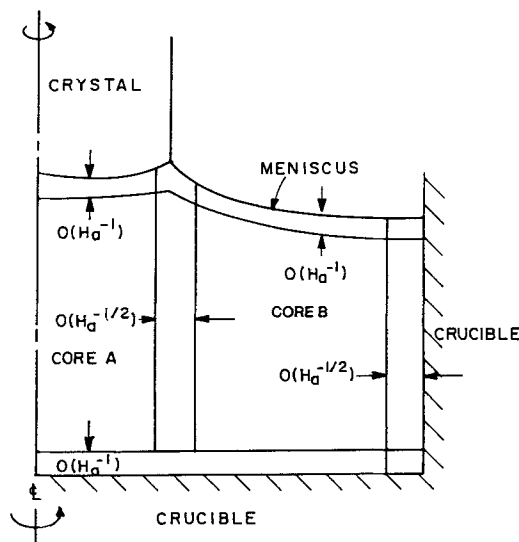 CRYSTAL
MENISCUS
O(Ha⁻¹)
O(Ha⁻¹)
O(Ha⁻¹/²)
CORE B
CRUCIBLE
CORE A
O(Ha⁻¹/²)
O(Ha⁻¹)
℄
CRUCIBLE